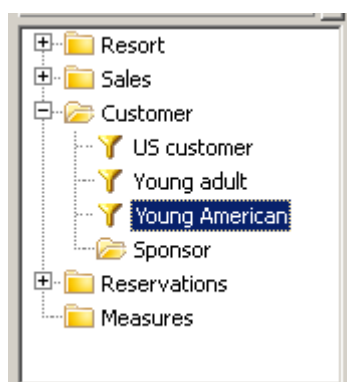 Resort
Sales
Customer
US customer
Young adult
Young American
Sponsor
Reservations
Measures